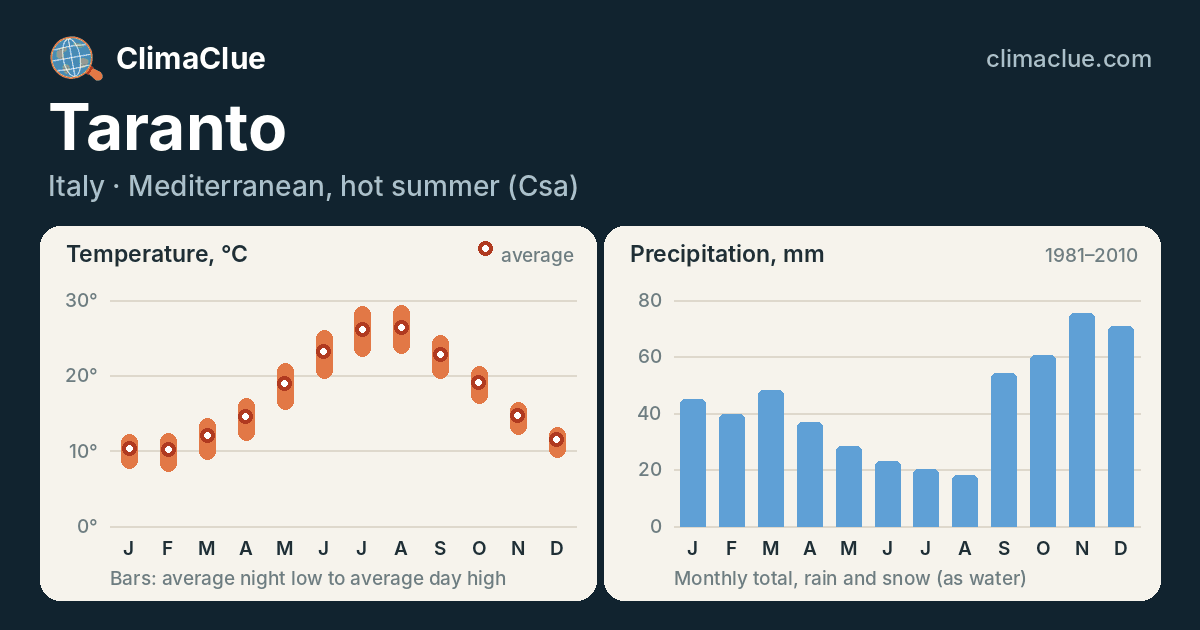 ClimaClue
climaclue.com
Taranto
Italy · Mediterranean, hot summer (Csa)
Temperature, °C
average
30°
20°
10°
0°
J F M A M J J A S O N D
Bars: average night low to average day high
Precipitation, mm
1981–2010
80
60
40
20
0
J F M A M J J A S O N D
Monthly total, rain and snow (as water)